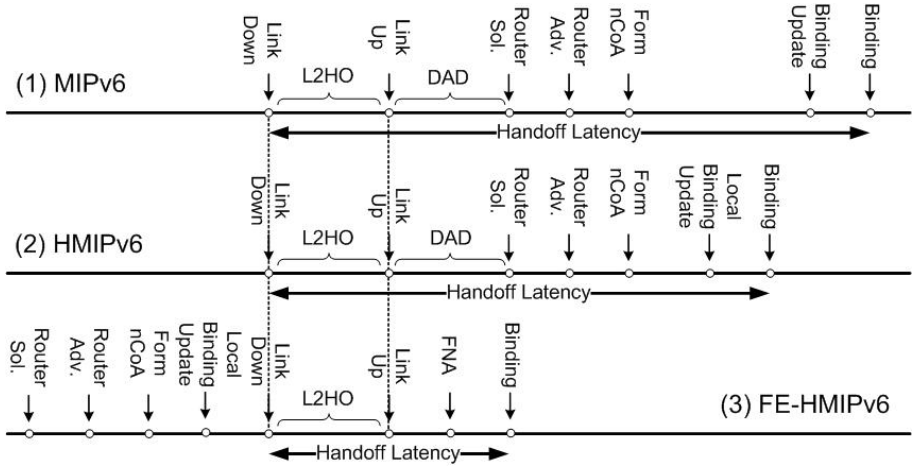 Link
Down
Link
Up
Router
Sol.
Router
Adv.
Form
nCoA
Binding
Update
Binding
L2HO
DAD
(1) MIPv6
Handoff Latency
Link
Down
Link
Up
Router
Sol.
Router
Adv.
Form
nCoA
Local
Binding
Update
Binding
L2HO
DAD
(2) HMIPv6
Handoff Latency
Router
Sol.
Router
Adv.
Form
nCoA
Local
Binding
Update
Link
Down
Link
Up
FNA
Binding
L2HO
(3) FE-HMIPv6
Handoff Latency